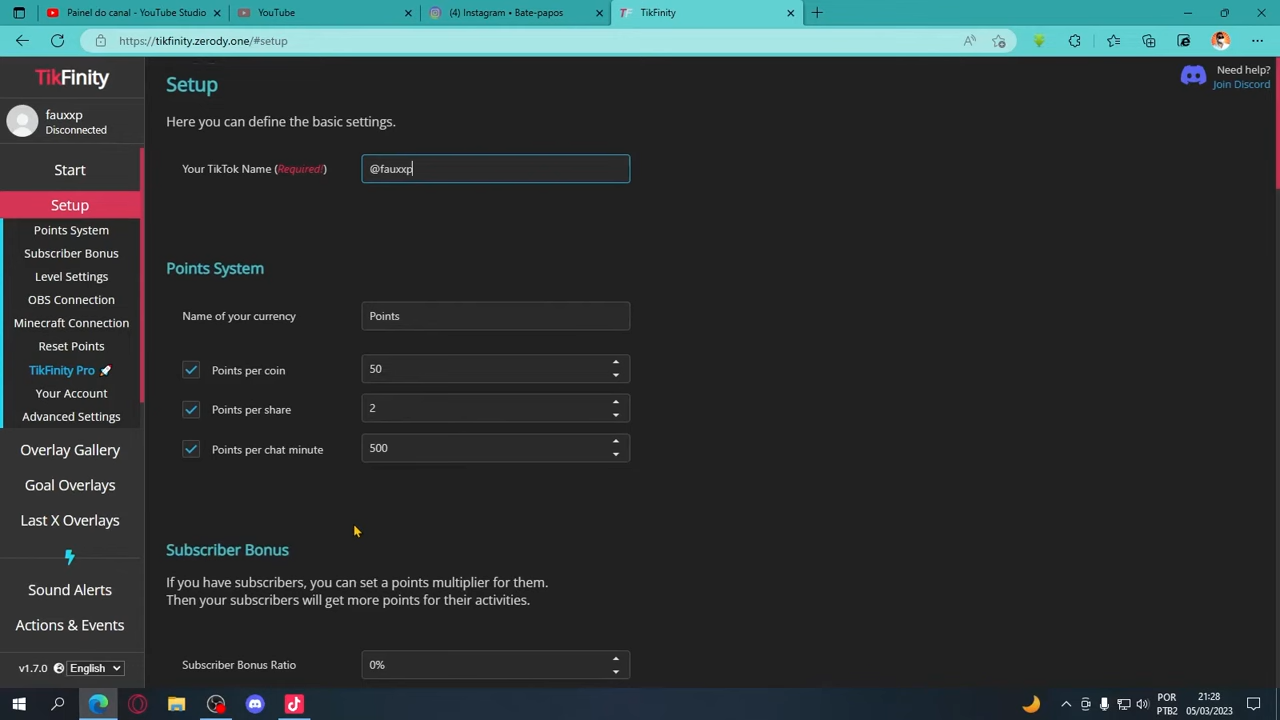 Painel do canal - YouTube Studio
YouTube
(4) Instagram • Bate-papos
TikFinity
https://tikfinity.zerody.one/#setup
TikFinity
fauxxp
Disconnected
Start
Setup
Points System
Subscriber Bonus
Level Settings
OBS Connection
Minecraft Connection
Reset Points
TikFinity Pro 🚀
Your Account
Advanced Settings
Overlay Gallery
Goal Overlays
Last X Overlays
Sound Alerts
Actions & Events
v1.7.0
English
Setup
Need help?
Join Discord
Here you can define the basic settings.
Your TikTok Name (Required!)
@fauxxp
Points System
Name of your currency
Points
Points per coin
50
Points per share
2
Points per chat minute
500
Subscriber Bonus
If you have subscribers, you can set a points multiplier for them.
Then your subscribers will get more points for their activities.
Subscriber Bonus Ratio
0%
POR
PTB2
21:28
05/03/2023